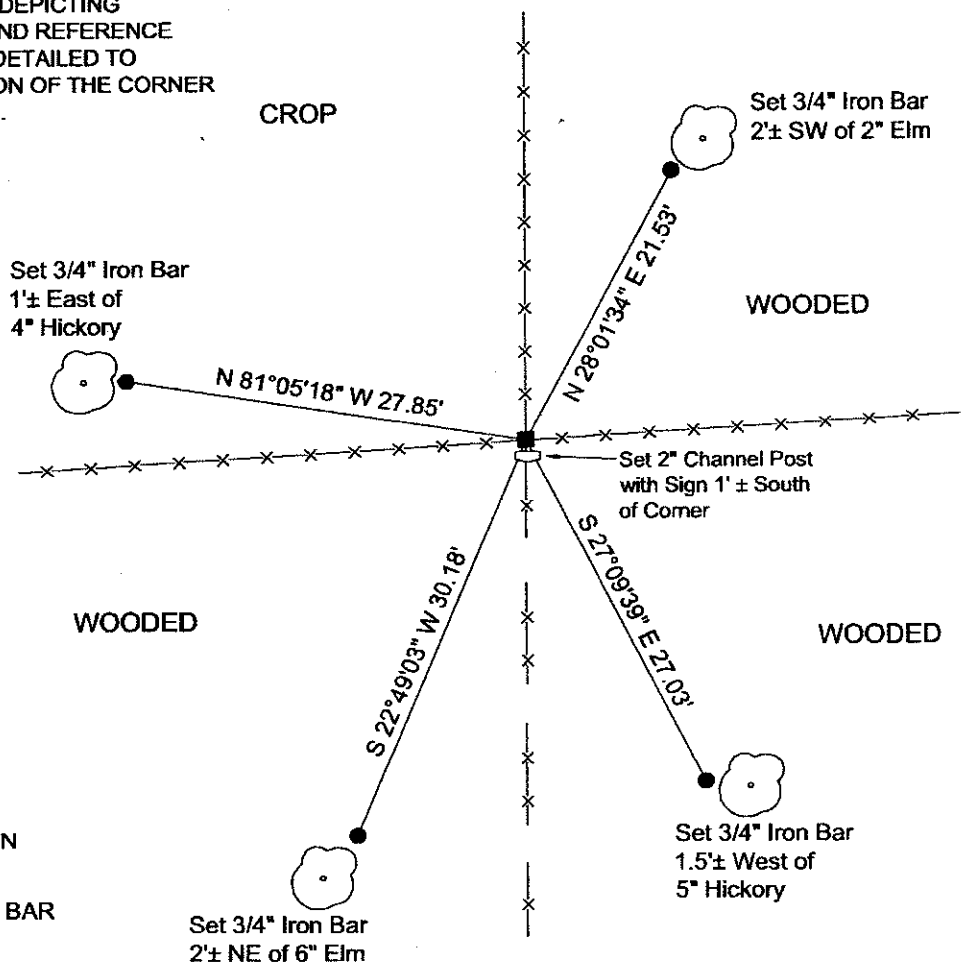 DEPICTING
ND REFERENCE
DETAILED TO
ON OF THE CORNER
CROP
Set 3/4" Iron Bar
2'± SW of 2" Elm
N 28°01'34" E 21.53'
WOODED
Set 3/4" Iron Bar
1'± East of
4" Hickory
N 81°05'18" W 27.85'
Set 2" Channel Post
with Sign 1' ± South
of Corner
S 27°09'39" E 27.03'
S 22°49'03" W 30.18'
WOODED
WOODED
Set 3/4" Iron Bar
1.5'± West of
5" Hickory
N
BAR
Set 3/4" Iron Bar
2'± NE of 6" Elm